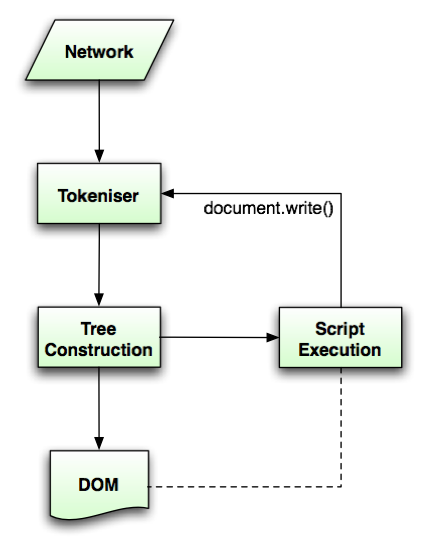 Network
Tokeniser
document.write()
Tree
Construction
Script
Execution
DOM